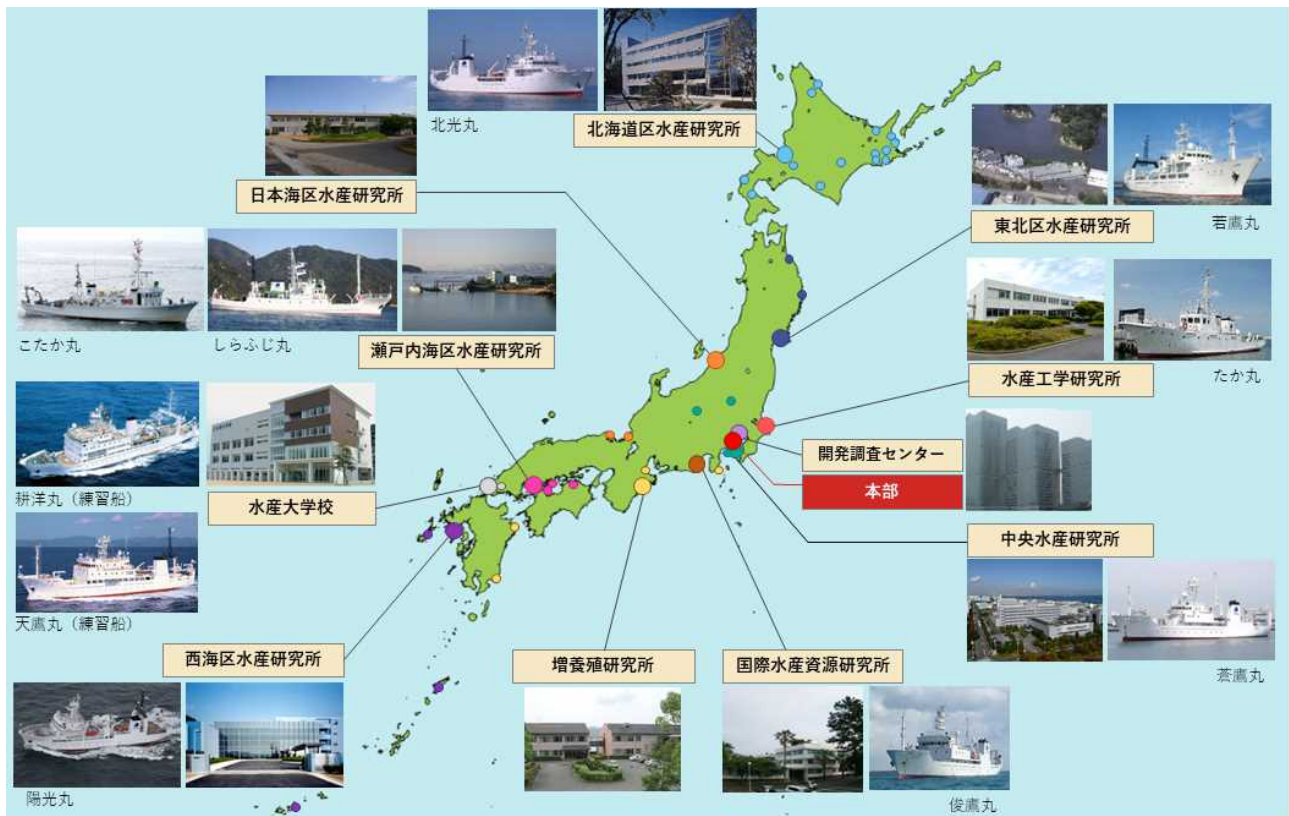 北光丸
北海道区水産研究所
日本海区水産研究所
東北区水産研究所
若鷹丸
こたか丸
しらふじ丸
瀬戸内海区水産研究所
水産工学研究所
たか丸
開発調査センター
本部
耕洋丸（練習船）
水産大学校
中央水産研究所
天鷹丸（練習船）
西海区水産研究所
増養殖研究所
国際水産資源研究所
蒼鷹丸
陽光丸
俊鷹丸